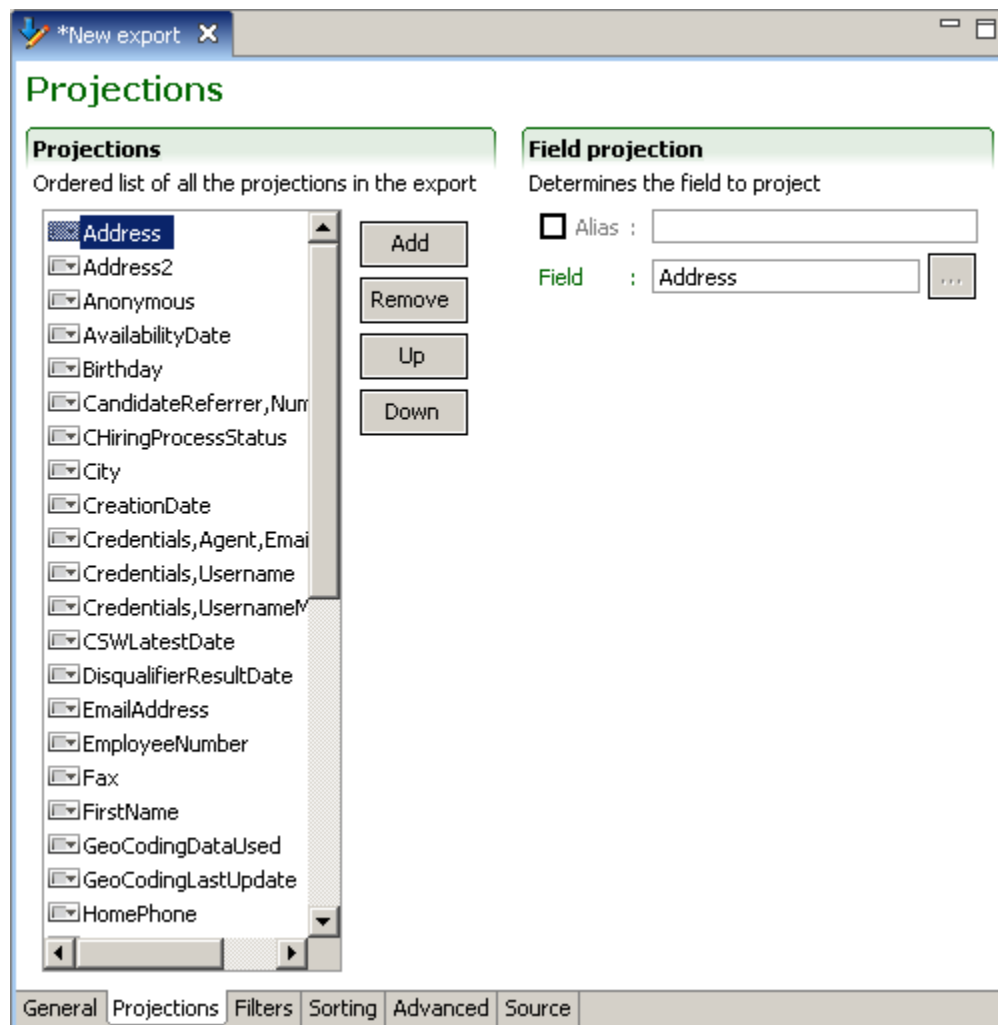 *New export
Projections
Projections
Ordered list of all the projections in the export
Address
Address2
Anonymous
AvailabilityDate
Birthday
CandidateReferrer,Num
CHiringProcessStatus
City
CreationDate
Credentials,Agent,Emai
Credentials,Username
Credentials,UsernameM
CSWLatestDate
DisqualifierResultDate
EmailAddress
EmployeeNumber
Fax
FirstName
GeoCodingDataUsed
GeoCodingLastUpdate
HomePhone
Add
Remove
Up
Down
Field projection
Determines the field to project
Alias :
Field : Address
...
General Projections Filters Sorting Advanced Source